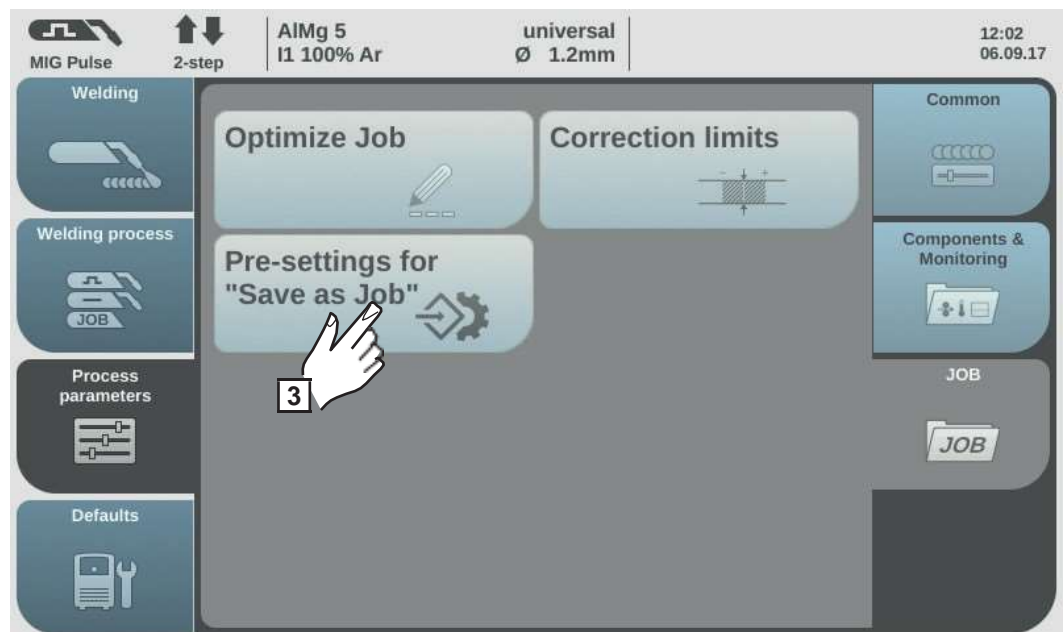 MIG Pulse
2-step
AlMg 5
I1 100% Ar
universal
Ø 1.2mm
12:02
06.09.17
Welding
Welding process
JOB
Process
parameters
Defaults
Optimize Job
Correction limits
- +
Pre-settings for
"Save as Job"
3
Common
Components &
Monitoring
JOB
JOB